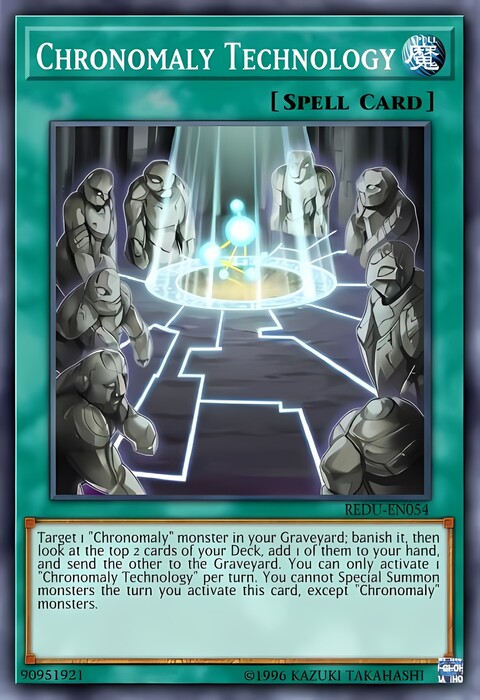 CHRONOMALY TECHNOLOGY 魔
[SPELL CARD]
REDU-EN054
Target 1 "Chronomaly" monster in your Graveyard; banish it, then
look at the top 2 cards of your Deck, add 1 of them to your hand,
and send the other to the Graveyard. You can only activate 1
"Chronomaly Technology" per turn. You cannot Special Summon
monsters the turn you activate this card, except "Chronomaly"
monsters.
90951921 ©1996 KAZUKI TAKAHASHI